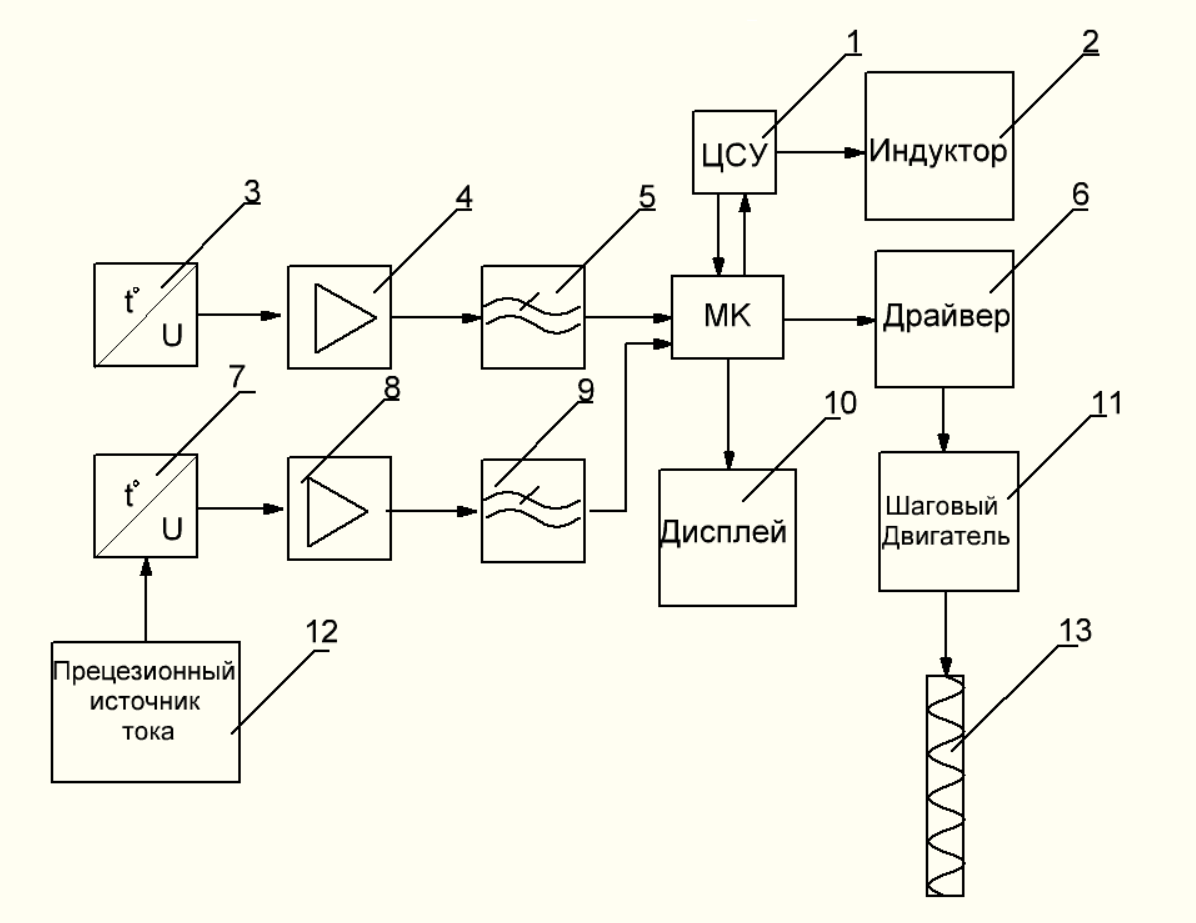 1
2
ЦСУ
Индуктор
3
4
5
6
t°
U
МК
Драйвер
7
8
9
10
11
t°
U
Дисплей
Шаговый
Двигатель
12
13
Прецезионный
источник
тока